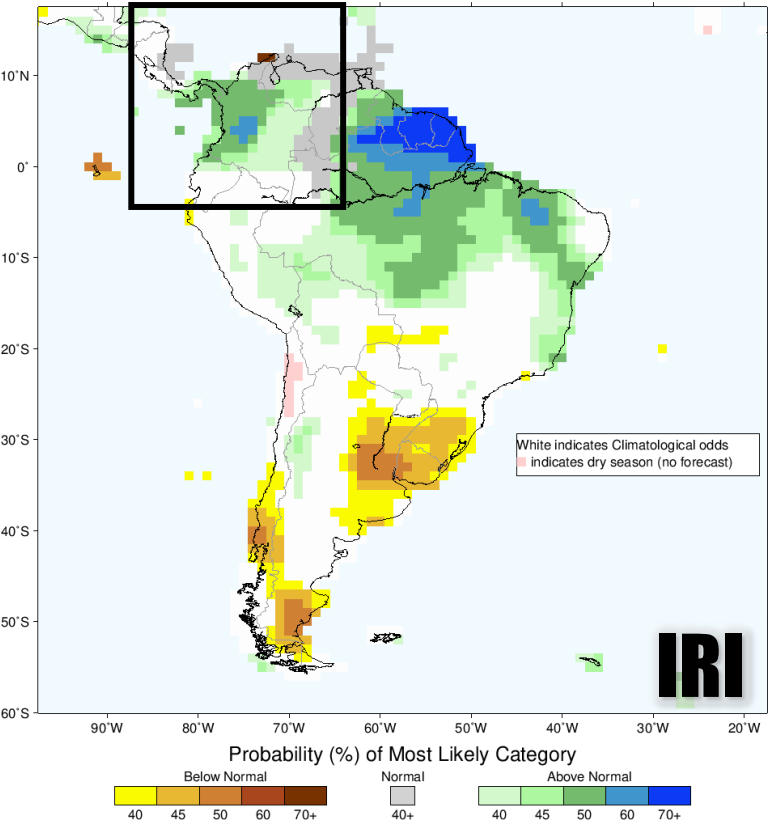 10°N
0°
10°S
20°S
30°S
40°S
50°S
60°S
White indicates Climatological odds
indicates dry season (no forecast)
IRI
90°W 80°W 70°W 60°W 50°W 40°W 30°W 20°W
Probability (%) of Most Likely Category
Below Normal Normal Above Normal
40 45 50 60 70+ 40+ 40 45 50 60 70+